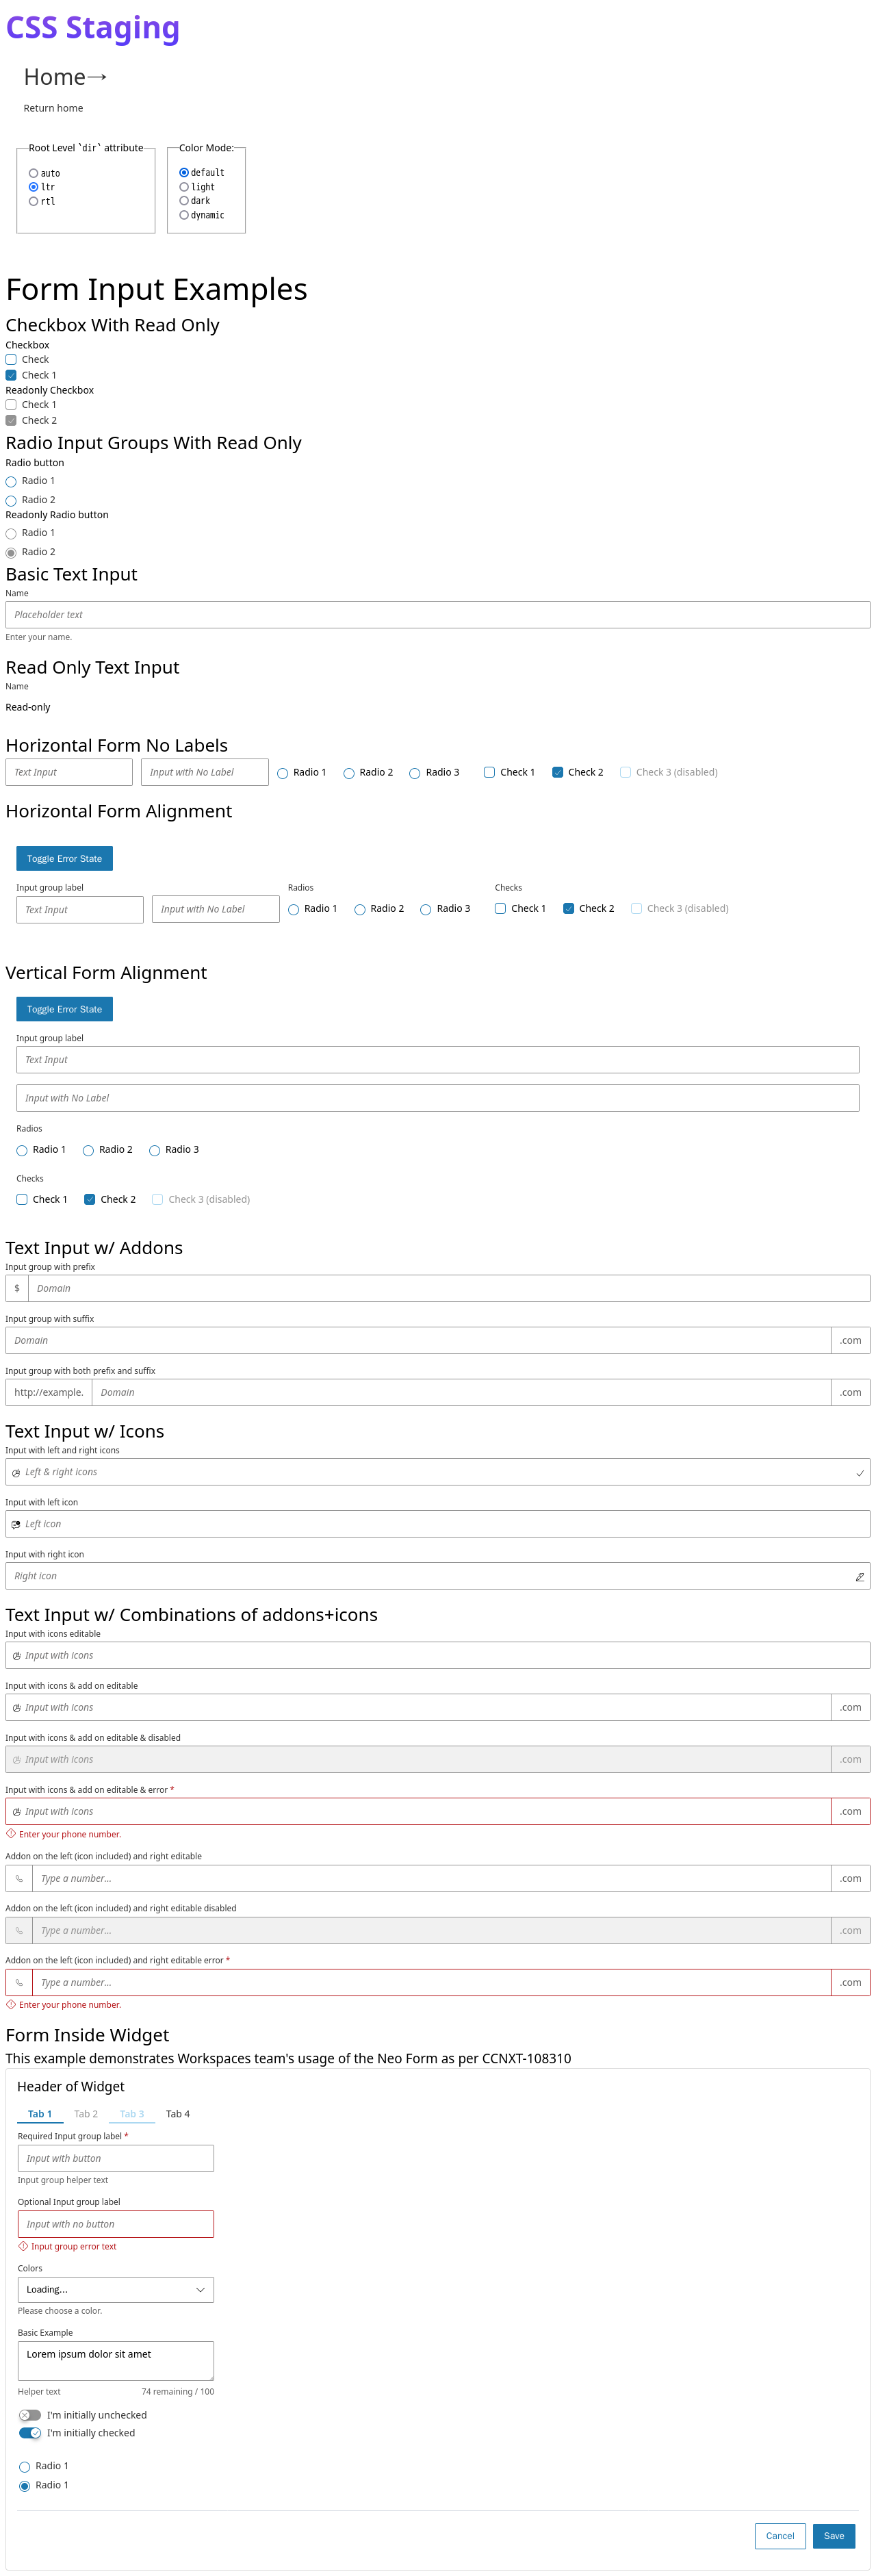 CSS Staging
Home→
Return home
Root Level `dir` attribute
auto
ltr
rtl
Color Mode:
default
light
dark
dynamic
Form Input Examples
Checkbox With Read Only
Checkbox
Check
Check 1
Readonly Checkbox
Check 1
Check 2
Radio Input Groups With Read Only
Radio button
Radio 1
Radio 2
Readonly Radio button
Radio 1
Radio 2
Basic Text Input
Name
Placeholder text
Enter your name.
Read Only Text Input
Name
Read-only
Horizontal Form No Labels
Text Input Input with No Label Radio 1 Radio 2 Radio 3 Check 1 Check 2 Check 3 (disabled)
Horizontal Form Alignment
Toggle Error State
Input group label Radios Checks
Text Input Input with No Label Radio 1 Radio 2 Radio 3 Check 1 Check 2 Check 3 (disabled)
Vertical Form Alignment
Toggle Error State
Input group label
Text Input
Input with No Label
Radios
Radio 1 Radio 2 Radio 3
Checks
Check 1 Check 2 Check 3 (disabled)
Text Input w/ Addons
Input group with prefix
$ Domain
Input group with suffix
Domain .com
Input group with both prefix and suffix
http://example. Domain .com
Text Input w/ Icons
Input with left and right icons
Left & right icons
Input with left icon
Left icon
Input with right icon
Right icon
Text Input w/ Combinations of addons+icons
Input with icons editable
Input with icons
Input with icons & add on editable
Input with icons .com
Input with icons & add on editable & disabled
Input with icons .com
Input with icons & add on editable & error *
Input with icons .com
Enter your phone number.
Addon on the left (icon included) and right editable
Type a number... .com
Addon on the left (icon included) and right editable disabled
Type a number... .com
Addon on the left (icon included) and right editable error *
Type a number... .com
Enter your phone number.
Form Inside Widget
This example demonstrates Workspaces team's usage of the Neo Form as per CCNXT-108310
Header of Widget
Tab 1 Tab 2 Tab 3 Tab 4
Required Input group label *
Input with button
Input group helper text
Optional Input group label
Input with no button
Input group error text
Colors
Loading...
Please choose a color.
Basic Example
Lorem ipsum dolor sit amet
Helper text 74 remaining / 100
I'm initially unchecked
I'm initially checked
Radio 1
Radio 1
Cancel Save